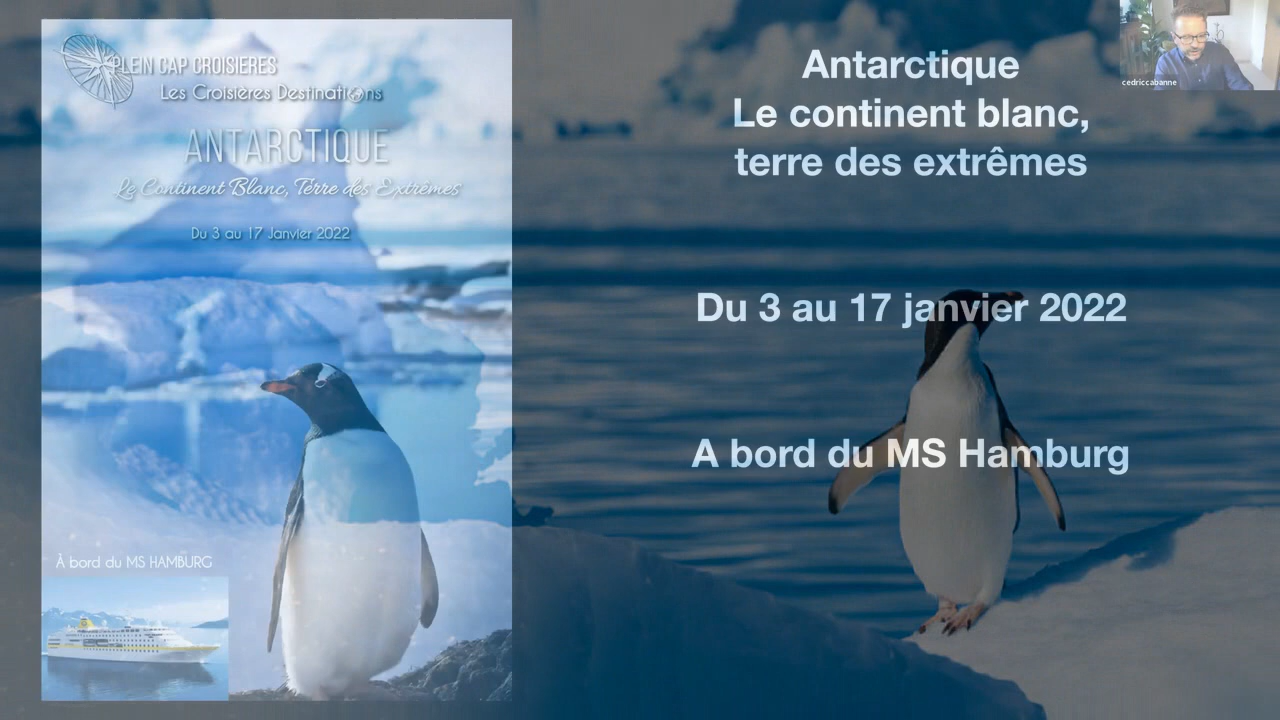 PLEIN CAP CROISIERES
Les Croisières Destinations
ANTARCTIQUE
Le Continent Blanc, Terre des Extrêmes
Du 3 au 17 Janvier 2022
À bord du MS HAMBURG
Antarctique
Le continent blanc,
terre des extrêmes
Du 3 au 17 janvier 2022
A bord du MS Hamburg
cedriccabanne